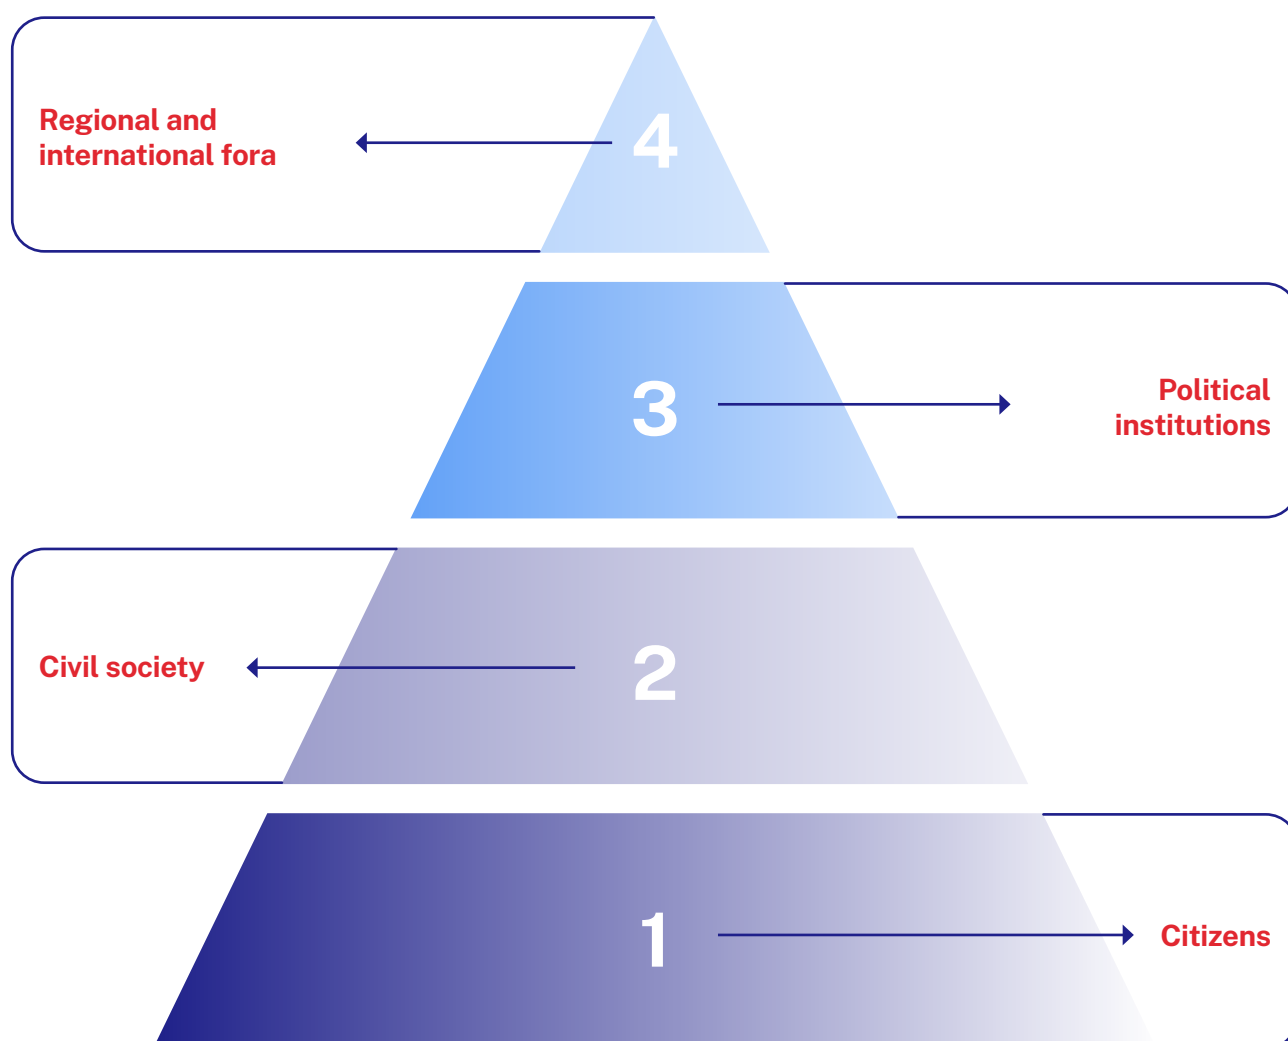 Regional and
international fora
4
3
Political
institutions
Civil society
2
1
Citizens